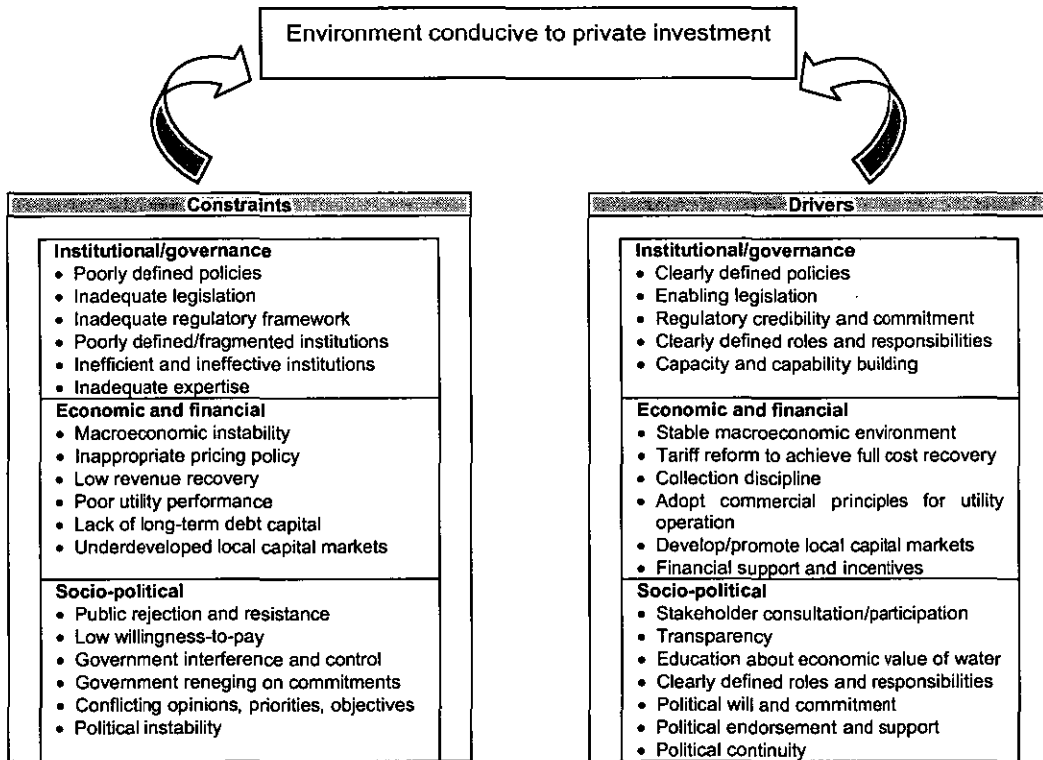 Environment conducive to private investment
Constraints
Institutional/governance
• Poorly defined policies
• Inadequate legislation
• Inadequate regulatory framework
• Poorly defined/fragmented institutions
• Inefficient and ineffective institutions
• Inadequate expertise
Economic and financial
• Macroeconomic instability
• Inappropriate pricing policy
• Low revenue recovery
• Poor utility performance
• Lack of long-term debt capital
• Underdeveloped local capital markets
Socio-political
• Public rejection and resistance
• Low willingness-to-pay
• Government interference and control
• Government reneging on commitments
• Conflicting opinions, priorities, objectives
• Political instability
Drivers
Institutional/governance
• Clearly defined policies
• Enabling legislation
• Regulatory credibility and commitment
• Clearly defined roles and responsibilities
• Capacity and capability building
Economic and financial
• Stable macroeconomic environment
• Tariff reform to achieve full cost recovery
• Collection discipline
• Adopt commercial principles for utility
operation
• Develop/promote local capital markets
• Financial support and incentives
Socio-political
• Stakeholder consultation/participation
• Transparency
• Education about economic value of water
• Clearly defined roles and responsibilities
• Political will and commitment
• Political endorsement and support
• Political continuity